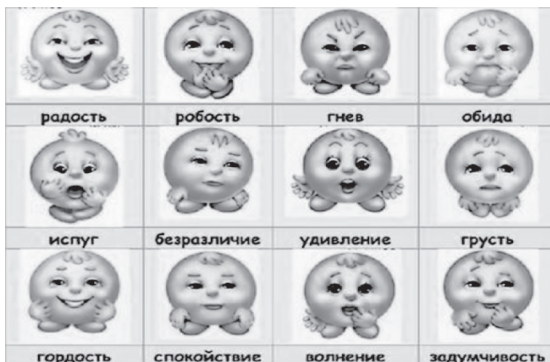 радость робость гнев обида
испуг безразличие удивление грусть
гордость спокойствие волнение задумчивость